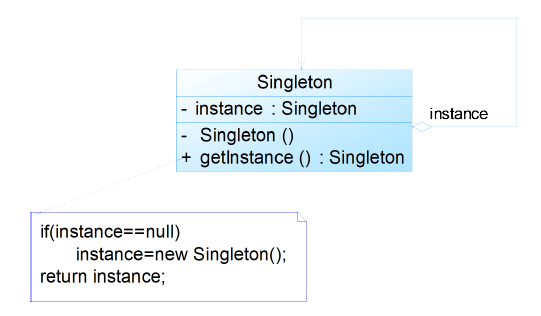 Singleton
- instance : Singleton
instance
- Singleton ()
+ getInstance () : Singleton
if(instance==null)
instance=new Singleton();
return instance;